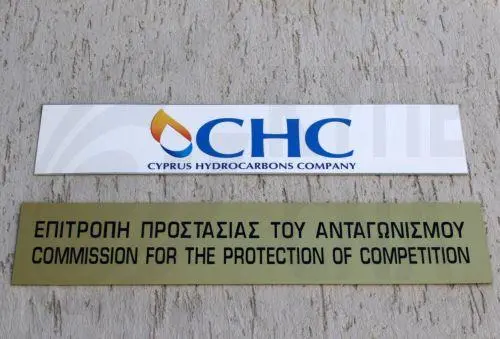 CHC
CYPRUS HYDROCARBONS COMPANY
ΕΠΙΤΡΟΠΗ ΠΡΟΣΤΑΣΙΑΣ ΤΟΥ ΑΝΤΑΓΩΝΙΣΜΟΥ
COMMISSION FOR THE PROTECTION OF COMPETITION